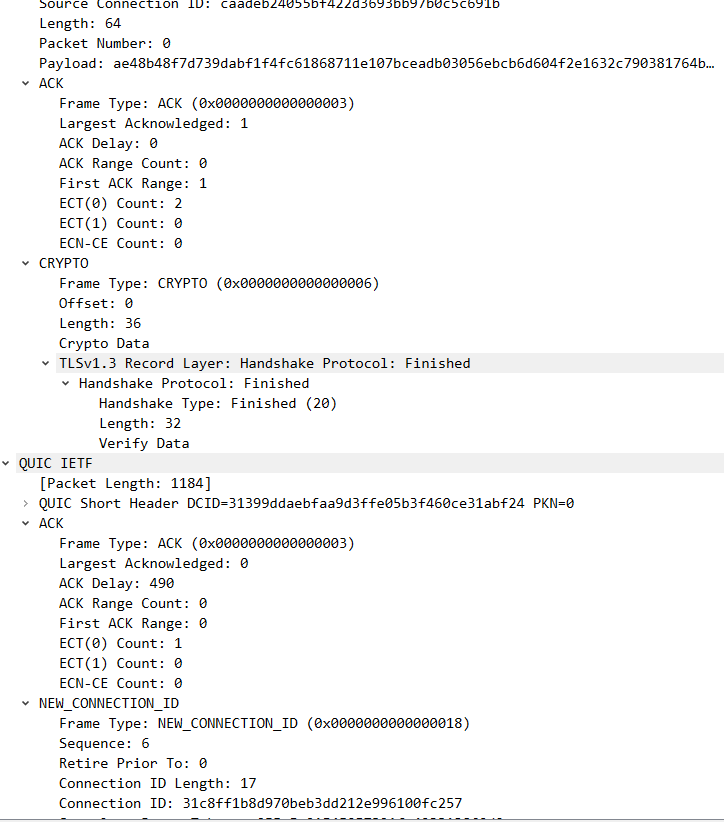 Source Connection ID: caadeb24055bf422d3693bb97b0c5c691b
Length: 64
Packet Number: 0
Payload: ae48b48f7d739dabf1f4fc61868711e107bceadb03056ebcb6d604f2e1632c790381764b…
ACK
Frame Type: ACK (0x0000000000000003)
Largest Acknowledged: 1
ACK Delay: 0
ACK Range Count: 0
First ACK Range: 1
ECT(0) Count: 2
ECT(1) Count: 0
ECN-CE Count: 0
CRYPTO
Frame Type: CRYPTO (0x0000000000000006)
Offset: 0
Length: 36
Crypto Data
TLSv1.3 Record Layer: Handshake Protocol: Finished
Handshake Protocol: Finished
Handshake Type: Finished (20)
Length: 32
Verify Data
QUIC IETF
[Packet Length: 1184]
QUIC Short Header DCID=31399ddaebfaa9d3ffe05b3f460ce31abf24 PKN=0
ACK
Frame Type: ACK (0x0000000000000003)
Largest Acknowledged: 0
ACK Delay: 490
ACK Range Count: 0
First ACK Range: 0
ECT(0) Count: 1
ECT(1) Count: 0
ECN-CE Count: 0
NEW_CONNECTION_ID
Frame Type: NEW_CONNECTION_ID (0x0000000000000018)
Sequence: 6
Retire Prior To: 0
Connection ID Length: 17
Connection ID: 31c8ff1b8d970beb3dd212e996100fc257